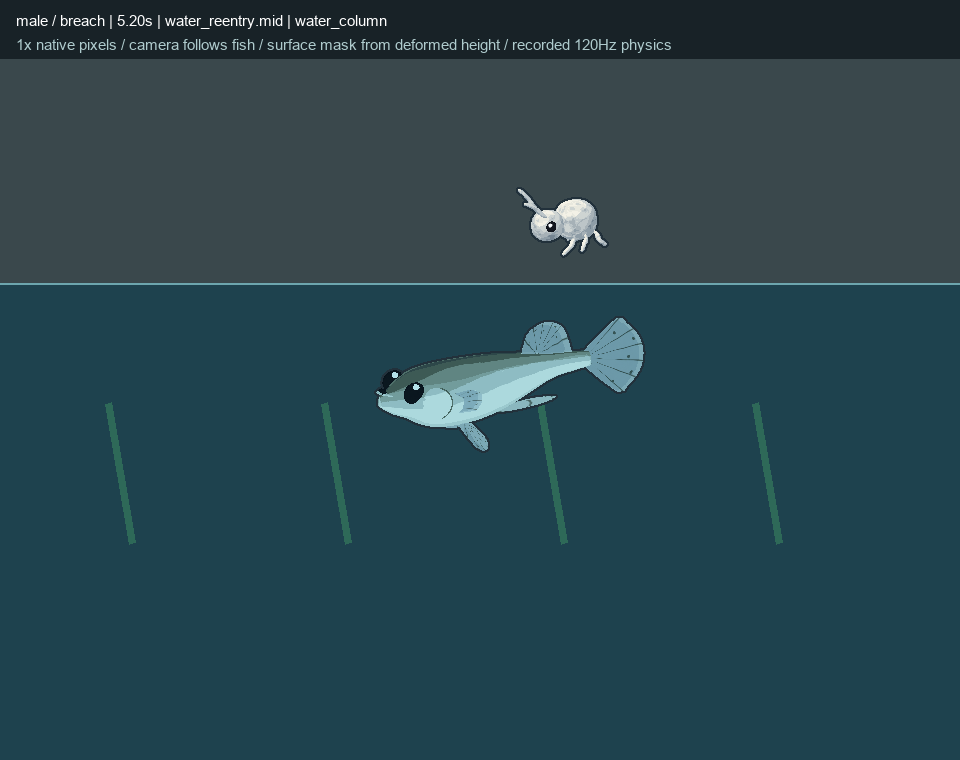 male / breach | 5.20s | water_reentry.mid | water_column
1x native pixels / camera follows fish / surface mask from deformed height / recorded 120Hz physics